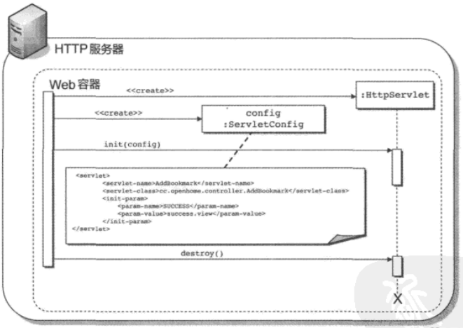 HTTP 服务器
Web 容器
<<create>>
:HttpServlet
<<create>>
config
:ServletConfig
init(config)
<servlet>
<servlet-name>AddBookmark</servlet-name>
<servlet-class>cc.openhome.controller.AddBookmark</servlet-class>
<init-param>
<param-name>SUCCESS</param-name>
<param-value>success.view</param-value>
</init-param>
</servlet>
destroy()
X